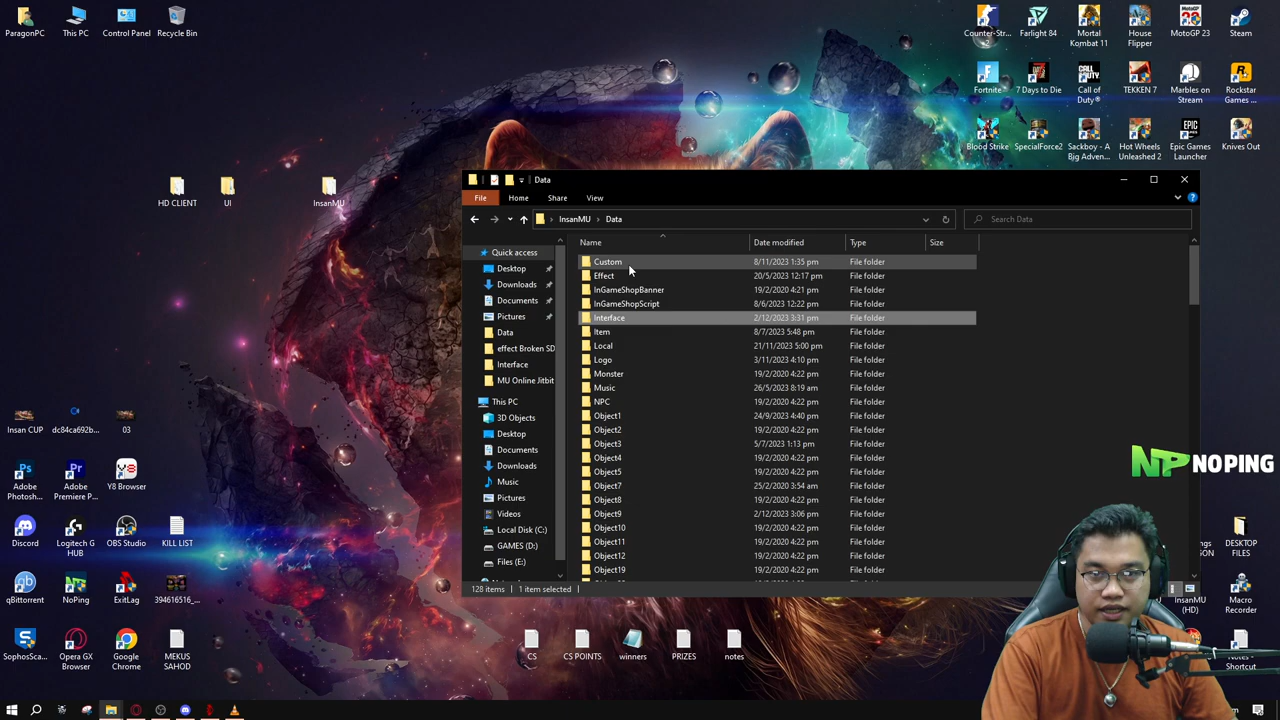 ParagonPC
This PC
Control Panel
Recycle Bin
Counter-Str...
2
Farlight 84
Mortal
Kombat 11
House
Flipper
MotoGP 23
Steam
Fortnite
7 Days to Die
Call of
Duty®
TEKKEN 7
Marbles on
Stream
Rockstar
Games ...
Blood Strike
SpecialForce2
Sackboy - A
Big Adven...
Hot Wheels
Unleashed 2
Epic Games
Launcher
Knives Out
HD CLIENT
UI
InsanMU
Data
File
Home
Share
View
InsanMU > Data
Search Data
Name
Date modified
Type
Size
Quick access
Desktop
Downloads
Documents
Pictures
Data
effect Broken SD
Interface
MU Online Jitbit
This PC
3D Objects
Desktop
Documents
Downloads
Music
Pictures
Videos
Local Disk (C:)
GAMES (D:)
Files (E:)
Custom 8/11/2023 1:35 pm File folder
Effect 20/5/2023 12:17 pm File folder
InGameShopBanner 19/2/2020 4:21 pm File folder
InGameShopScript 8/6/2023 12:22 pm File folder
Interface 2/12/2023 3:31 pm File folder
Item 8/7/2023 5:48 pm File folder
Local 21/11/2023 5:00 pm File folder
Logo 3/11/2023 4:10 pm File folder
Monster 19/2/2020 4:22 pm File folder
Music 26/5/2023 8:19 am File folder
NPC 19/2/2020 4:22 pm File folder
Object1 24/9/2023 4:40 pm File folder
Object2 19/2/2020 4:22 pm File folder
Object3 5/7/2023 1:13 pm File folder
Object4 19/2/2020 4:22 pm File folder
Object5 19/2/2020 4:22 pm File folder
Object7 25/2/2020 3:54 am File folder
Object8 19/2/2020 4:22 pm File folder
Object9 2/12/2023 3:06 pm File folder
Object10 19/2/2020 4:22 pm File folder
Object11 19/2/2020 4:22 pm File folder
Object12 19/2/2020 4:22 pm File folder
Object19 19/2/2020 4:22 pm File folder
128 items
1 item selected
NP NOPING
Insan CUP
dc84ca692b...
03
Adobe
Photosh...
Adobe
Premiere P...
Y8 Browser
Discord
Logitech G
HUB
OBS Studio
KILL LIST
qBittorrent
NoPing
ExitLag
394616516_...
SophosSca...
Opera GX
Browser
Google
Chrome
MEKUS
SAHOD
CS
CS POINTS
winners
PRIZES
notes
DESKTOP
FILES
InsanMU
(HD)
Macro
Recorder
- Notes -
Shortcut